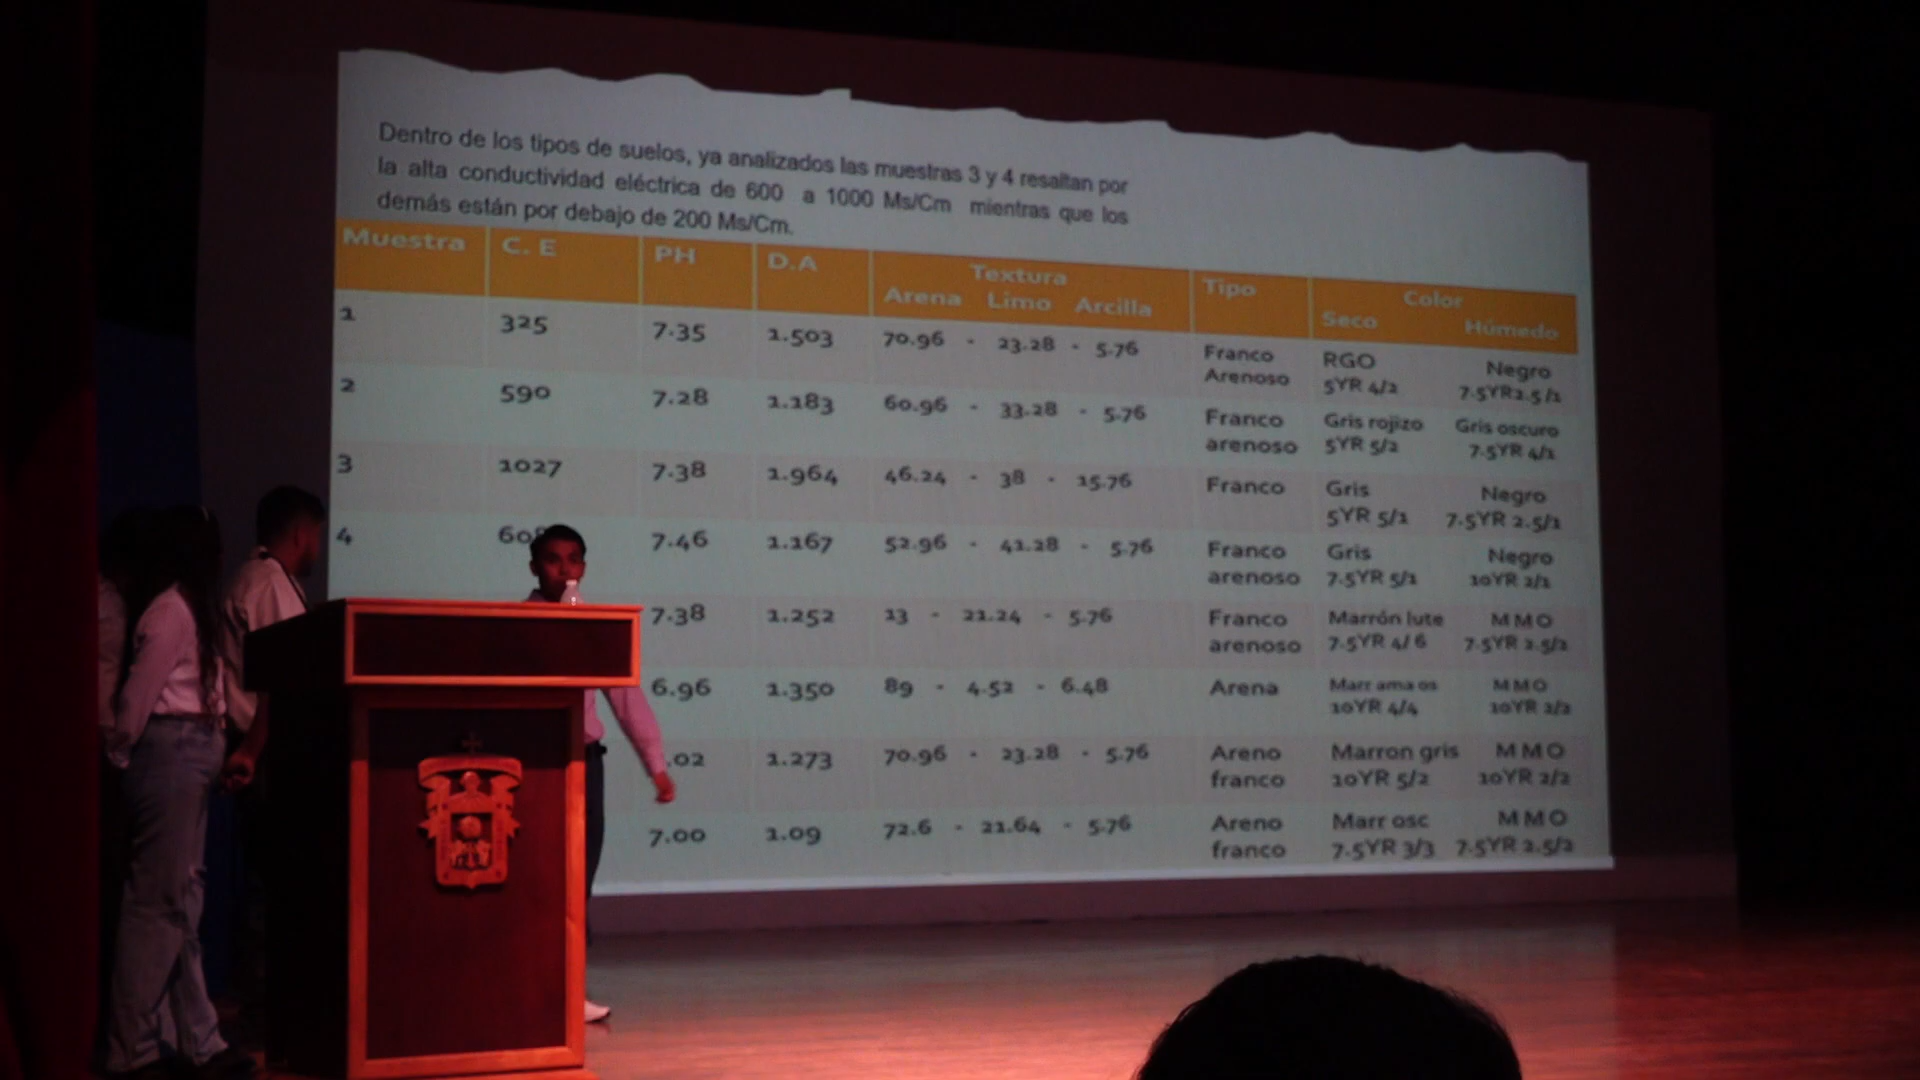 Dentro de los tipos de suelos, ya analizados las muestras 3 y 4 resaltan por
la alta conductividad eléctrica de 600 a 1000 Ms/Cm mientras que los
demás están por debajo de 200 Ms/Cm.
Muestra C. E PH D.A Textura Tipo Color
Arena Limo Arcilla Seco Húmedo
1 325 7.35 1.503 70.96 - 23.28 - 5.76 Franco RGO Negro
Arenoso 5YR 4/2 7.5YR2.5/1
2 590 7.28 1.183 60.96 - 33.28 - 5.76 Franco Gris rojizo Gris oscuro
arenoso 5YR 5/2 7.5YR 4/1
3 1027 7.38 1.964 46.24 - 38 - 15.76 Franco Gris Negro
5YR 5/1 7.5YR 2.5/1
4 7.46 1.167 52.96 - 41.28 - 5.76 Franco Gris Negro
arenoso 7.5YR 5/1 10YR 2/1
7.38 1.252 13 - 21.24 - 5.76 Franco Marrón lute MMO
arenoso 7.5YR 4/6 7.5YR 2.5/2
6.96 1.350 89 - 4.52 - 6.48 Arena Marr ama os MMO
10YR 4/4 10YR 2/2
.02 1.273 70.96 - 23.28 - 5.76 Areno Marron gris MMO
franco 10YR 5/2 10YR 2/2
7.00 1.09 72.6 - 21.64 - 5.76 Areno Marr osc MMO
franco 7.5YR 3/3 7.5YR 2.5/2